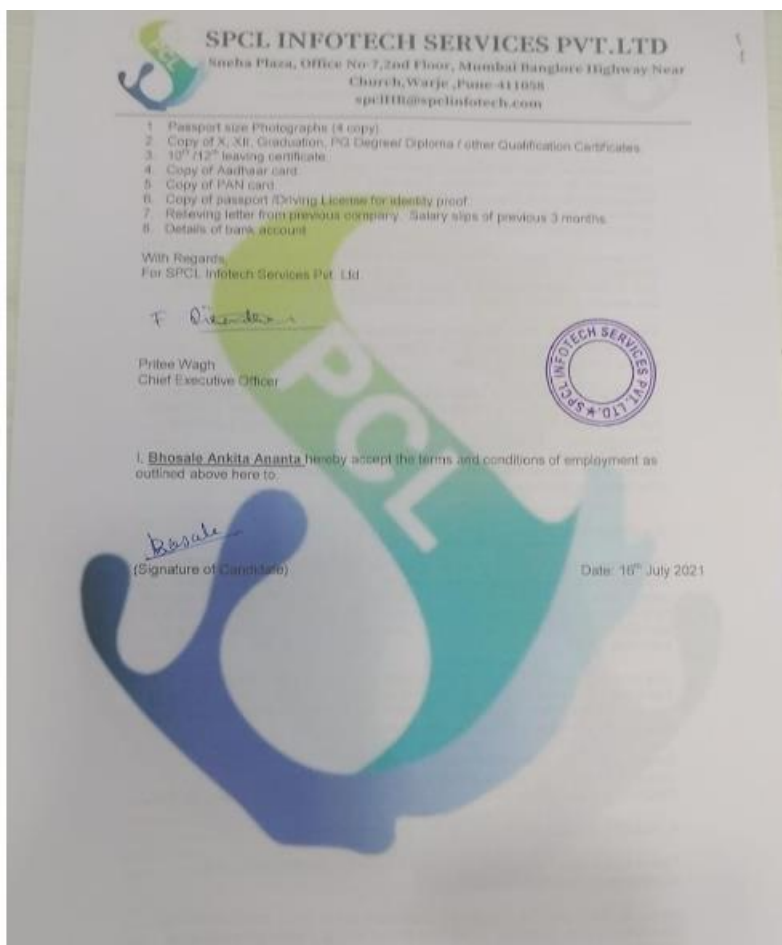 SPCL INFOTECH SERVICES PVT.LTD
Sneha Plaza, Office No-7,2nd Floor, Mumbai Banglore Highway Near
Church,Warje ,Pune-411058
spclHR@spclinfotech.com
PCL
1. Passport size Photographs (4 copy)
2. Copy of X, XII, Graduation, PG Degree/ Diploma / other Qualification Certificates.
3. 10th /12th leaving certificate
4. Copy of Aadhaar card
5. Copy of PAN card
6. Copy of passport /Driving License for identity proof.
7. Relieving letter from previous company. Salary slips of previous 3 months
8. Details of bank account
With Regards,
For SPCL Infotech Services Pvt. Ltd.
Pritee Wagh
Chief Executive Officer
SPCL INFOTECH SERVICES PVT. LTD. ★
PCL
I, Bhosale Ankita Ananta hereby accept the terms and conditions of employment as
outlined above here to.
(Signature of Candidate)
Date: 16th July 2021